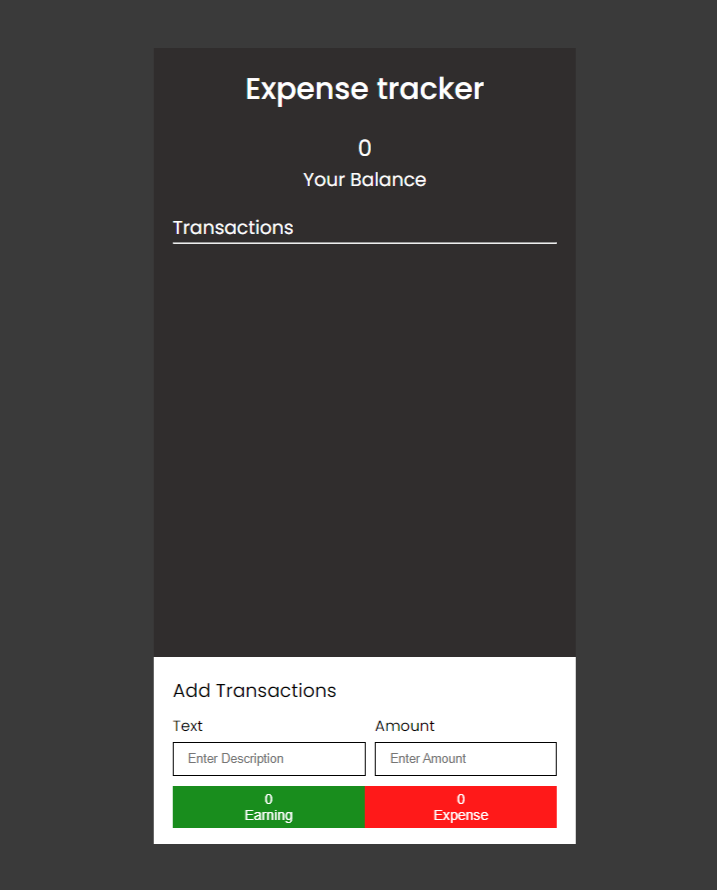 Expense tracker
0
Your Balance
Transactions
Add Transactions
Text
Amount
Enter Description
Enter Amount
0
Earning
0
Expense